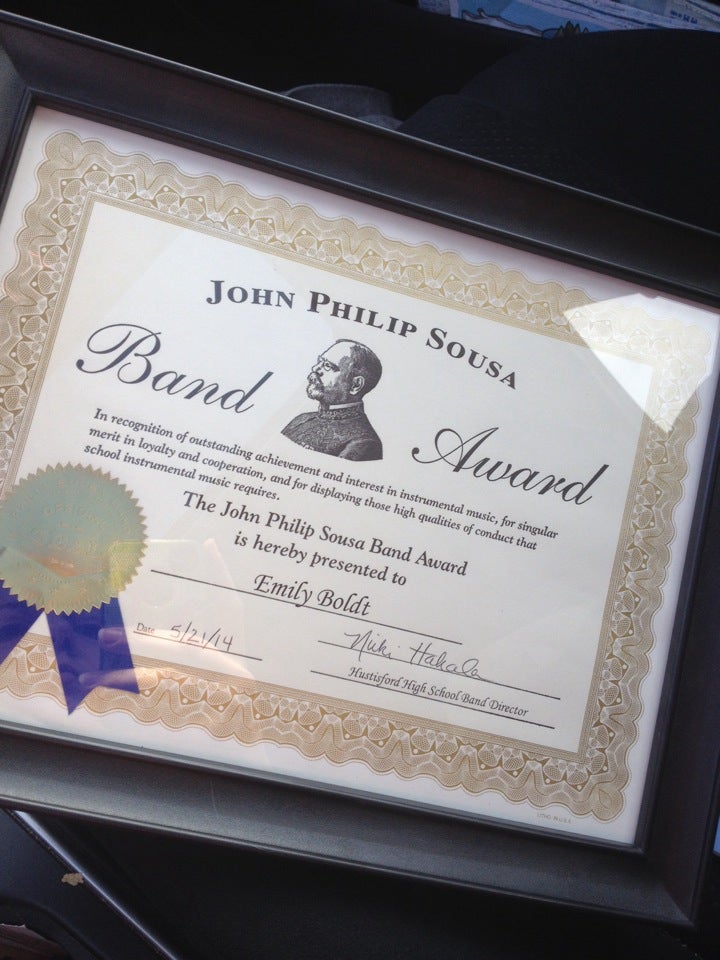 JOHN PHILIP SOUSA
Band Award
In recognition of outstanding achievement and interest in instrumental music, for singular
merit in loyalty and cooperation, and for displaying those high qualities of conduct that
school instrumental music requires.
The John Philip Sousa Band Award
is hereby presented to
Emily Boldt
Date 5/21/14
Niki Hakala
Hustisford High School Band Director
LITHO IN U.S.A.